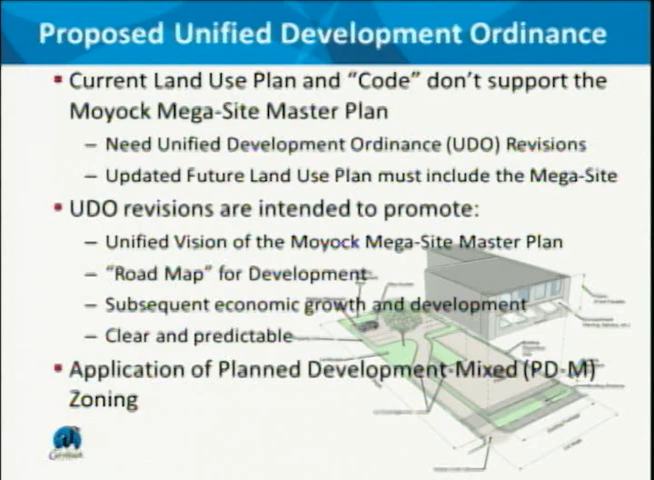 Proposed Unified Development Ordinance
▪ Current Land Use Plan and "Code" don't support the
Moyock Mega-Site Master Plan
– Need Unified Development Ordinance (UDO) Revisions
– Updated Future Land Use Plan must include the Mega-Site
▪ UDO revisions are intended to promote:
– Unified Vision of the Moyock Mega-Site Master Plan
– "Road Map" for Development
– Subsequent economic growth and development
– Clear and predictable
▪ Application of Planned Development-Mixed (PD-M)
Zoning